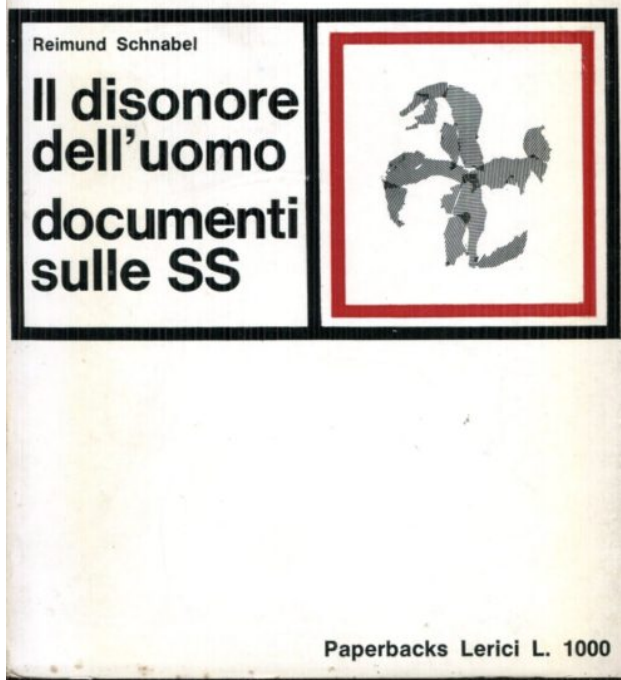 Reimund Schnabel
Il disonore
dell'uomo
documenti
sulle SS
Paperbacks Lerici L. 1000